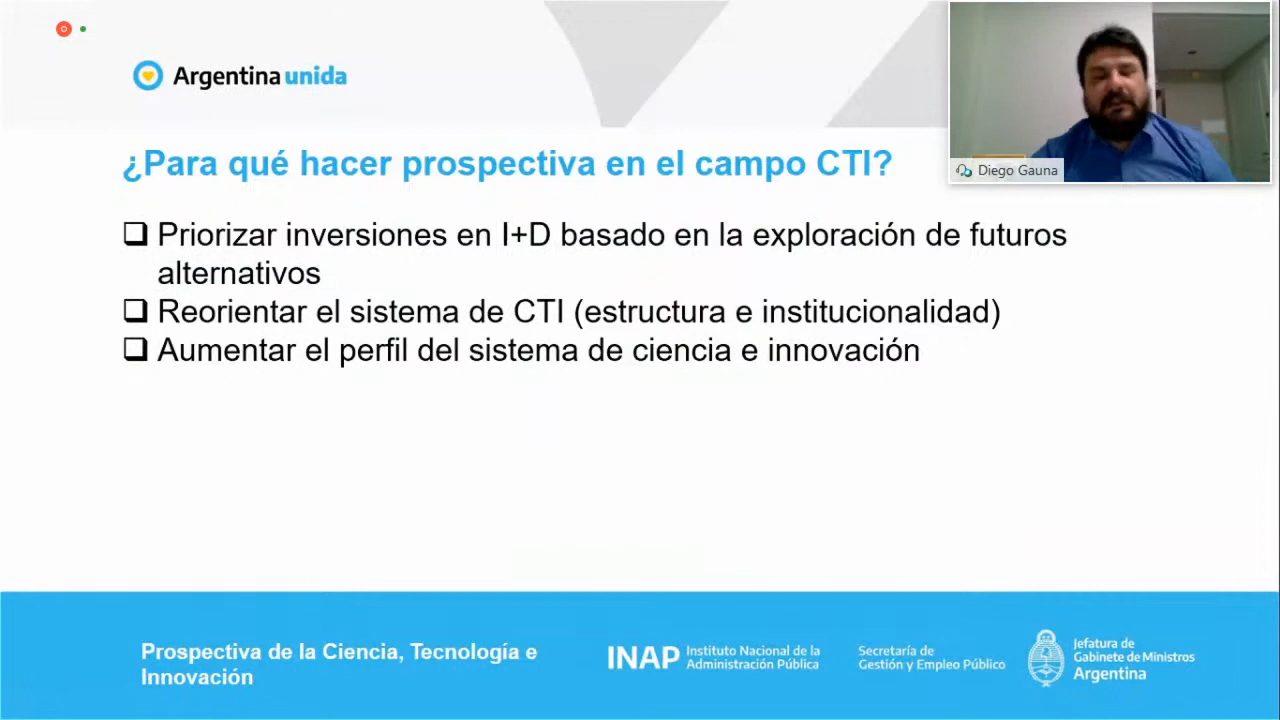 Argentina unida
Diego Gauna
¿Para qué hacer prospectiva en el campo CTI?
Priorizar inversiones en I+D basado en la exploración de futuros
alternativos
Reorientar el sistema de CTI (estructura e institucionalidad)
Aumentar el perfil del sistema de ciencia e innovación
Prospectiva de la Ciencia, Tecnología e
Innovación
INAP
Instituto Nacional de la
Administración Pública
Secretaría de
Gestión y Empleo Público
Jefatura de
Gabinete de Ministros
Argentina